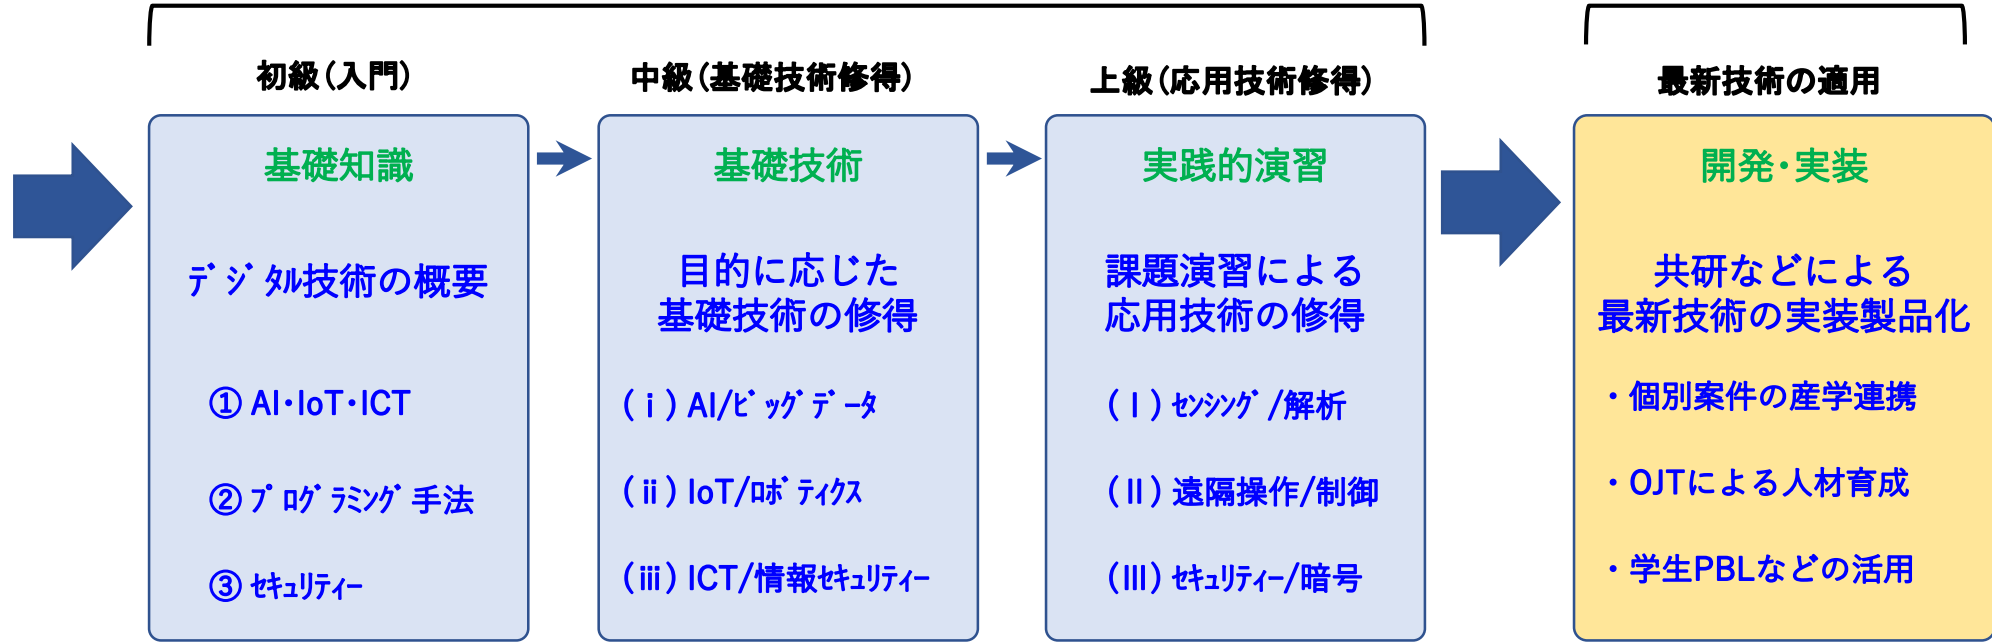 初級(入門)
基礎知識
ﾃﾞｼﾞﾀﾙ技術の概要
① AI・IoT・ICT
② ﾌﾟﾛｸﾞﾗﾐﾝｸﾞ手法
③ ｾｷｭﾘﾃｨｰ
中級(基礎技術修得)
基礎技術
目的に応じた
基礎技術の修得
(ⅰ) AI/ﾋﾞｯｸﾞﾃﾞｰﾀ
(ⅱ) IoT/ﾛﾎﾞﾃｨｸｽ
(ⅲ) ICT/情報ｾｷｭﾘﾃｨｰ
上級(応用技術修得)
実践的演習
課題演習による
応用技術の修得
(Ⅰ) ｾﾝｼﾝｸﾞ/解析
(Ⅱ) 遠隔操作/制御
(Ⅲ) ｾｷｭﾘﾃｨｰ/暗号
最新技術の適用
開発・実装
共研などによる
最新技術の実装製品化
・個別案件の産学連携
・OJTによる人材育成
・学生PBLなどの活用